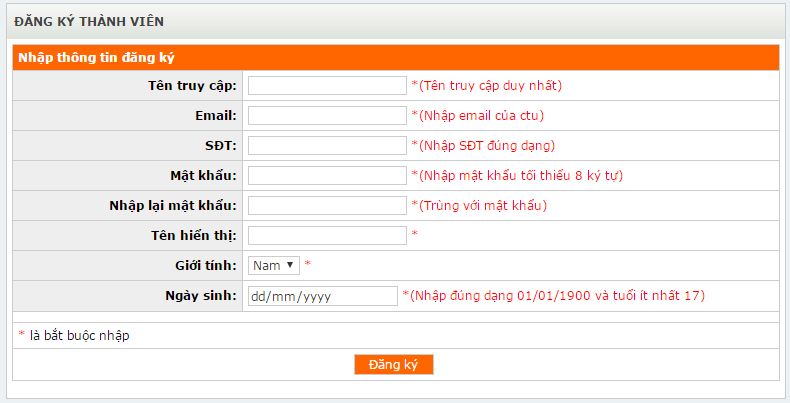 ĐĂNG KÝ THÀNH VIÊN
Nhập thông tin đăng ký
Tên truy cập: *(Tên truy cập duy nhất)
Email: *(Nhập email của ctu)
SĐT: *(Nhập SĐT đúng dạng)
Mật khẩu: *(Nhập mật khẩu tối thiểu 8 ký tự)
Nhập lại mật khẩu: *(Trùng với mật khẩu)
Tên hiển thị: *
Giới tính: Nam *
Ngày sinh: dd/mm/yyyy *(Nhập đúng dạng 01/01/1900 và tuổi ít nhất 17)
* là bắt buộc nhập
Đăng ký